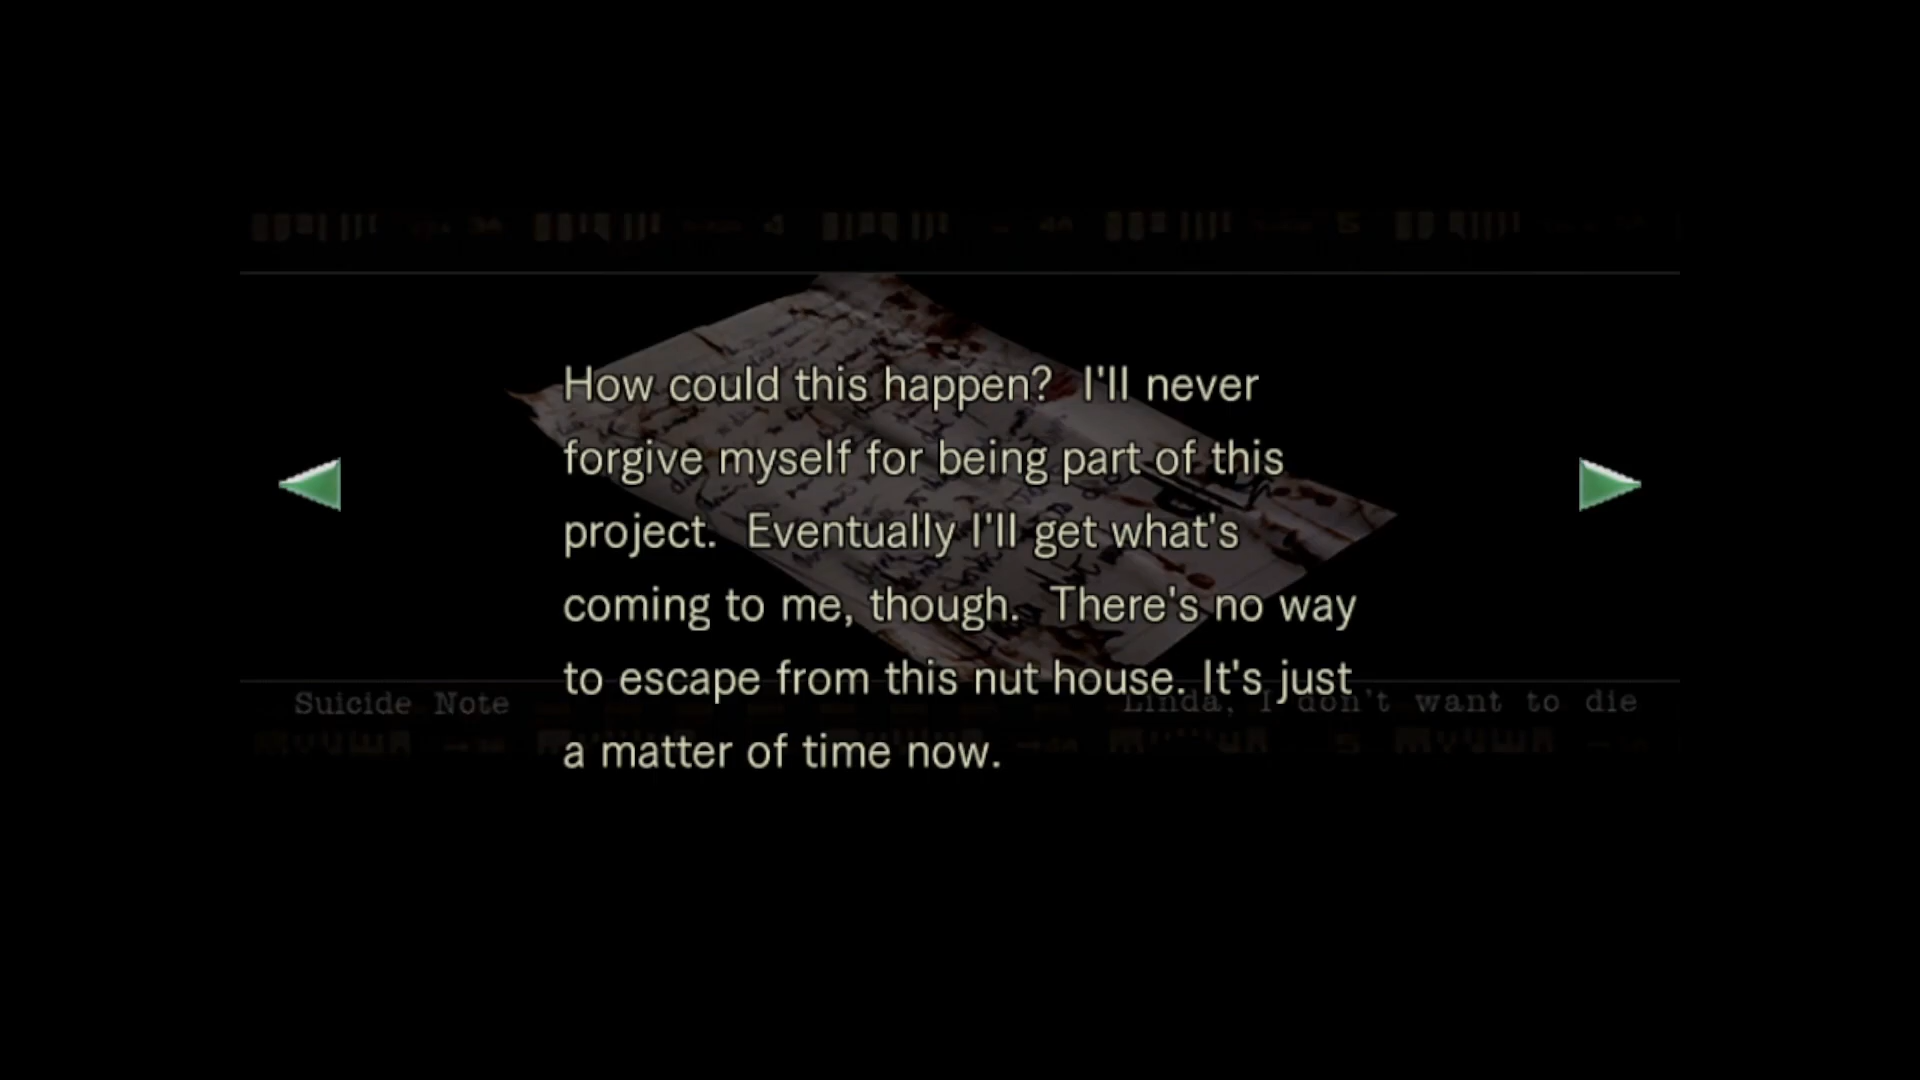 How could this happen?  I'll never
forgive myself for being part of this
project.  Eventually I'll get what's
coming to me, though.  There's no way
to escape from this nut house. It's just
a matter of time now.
Suicide Note
Linda, I don't want to die